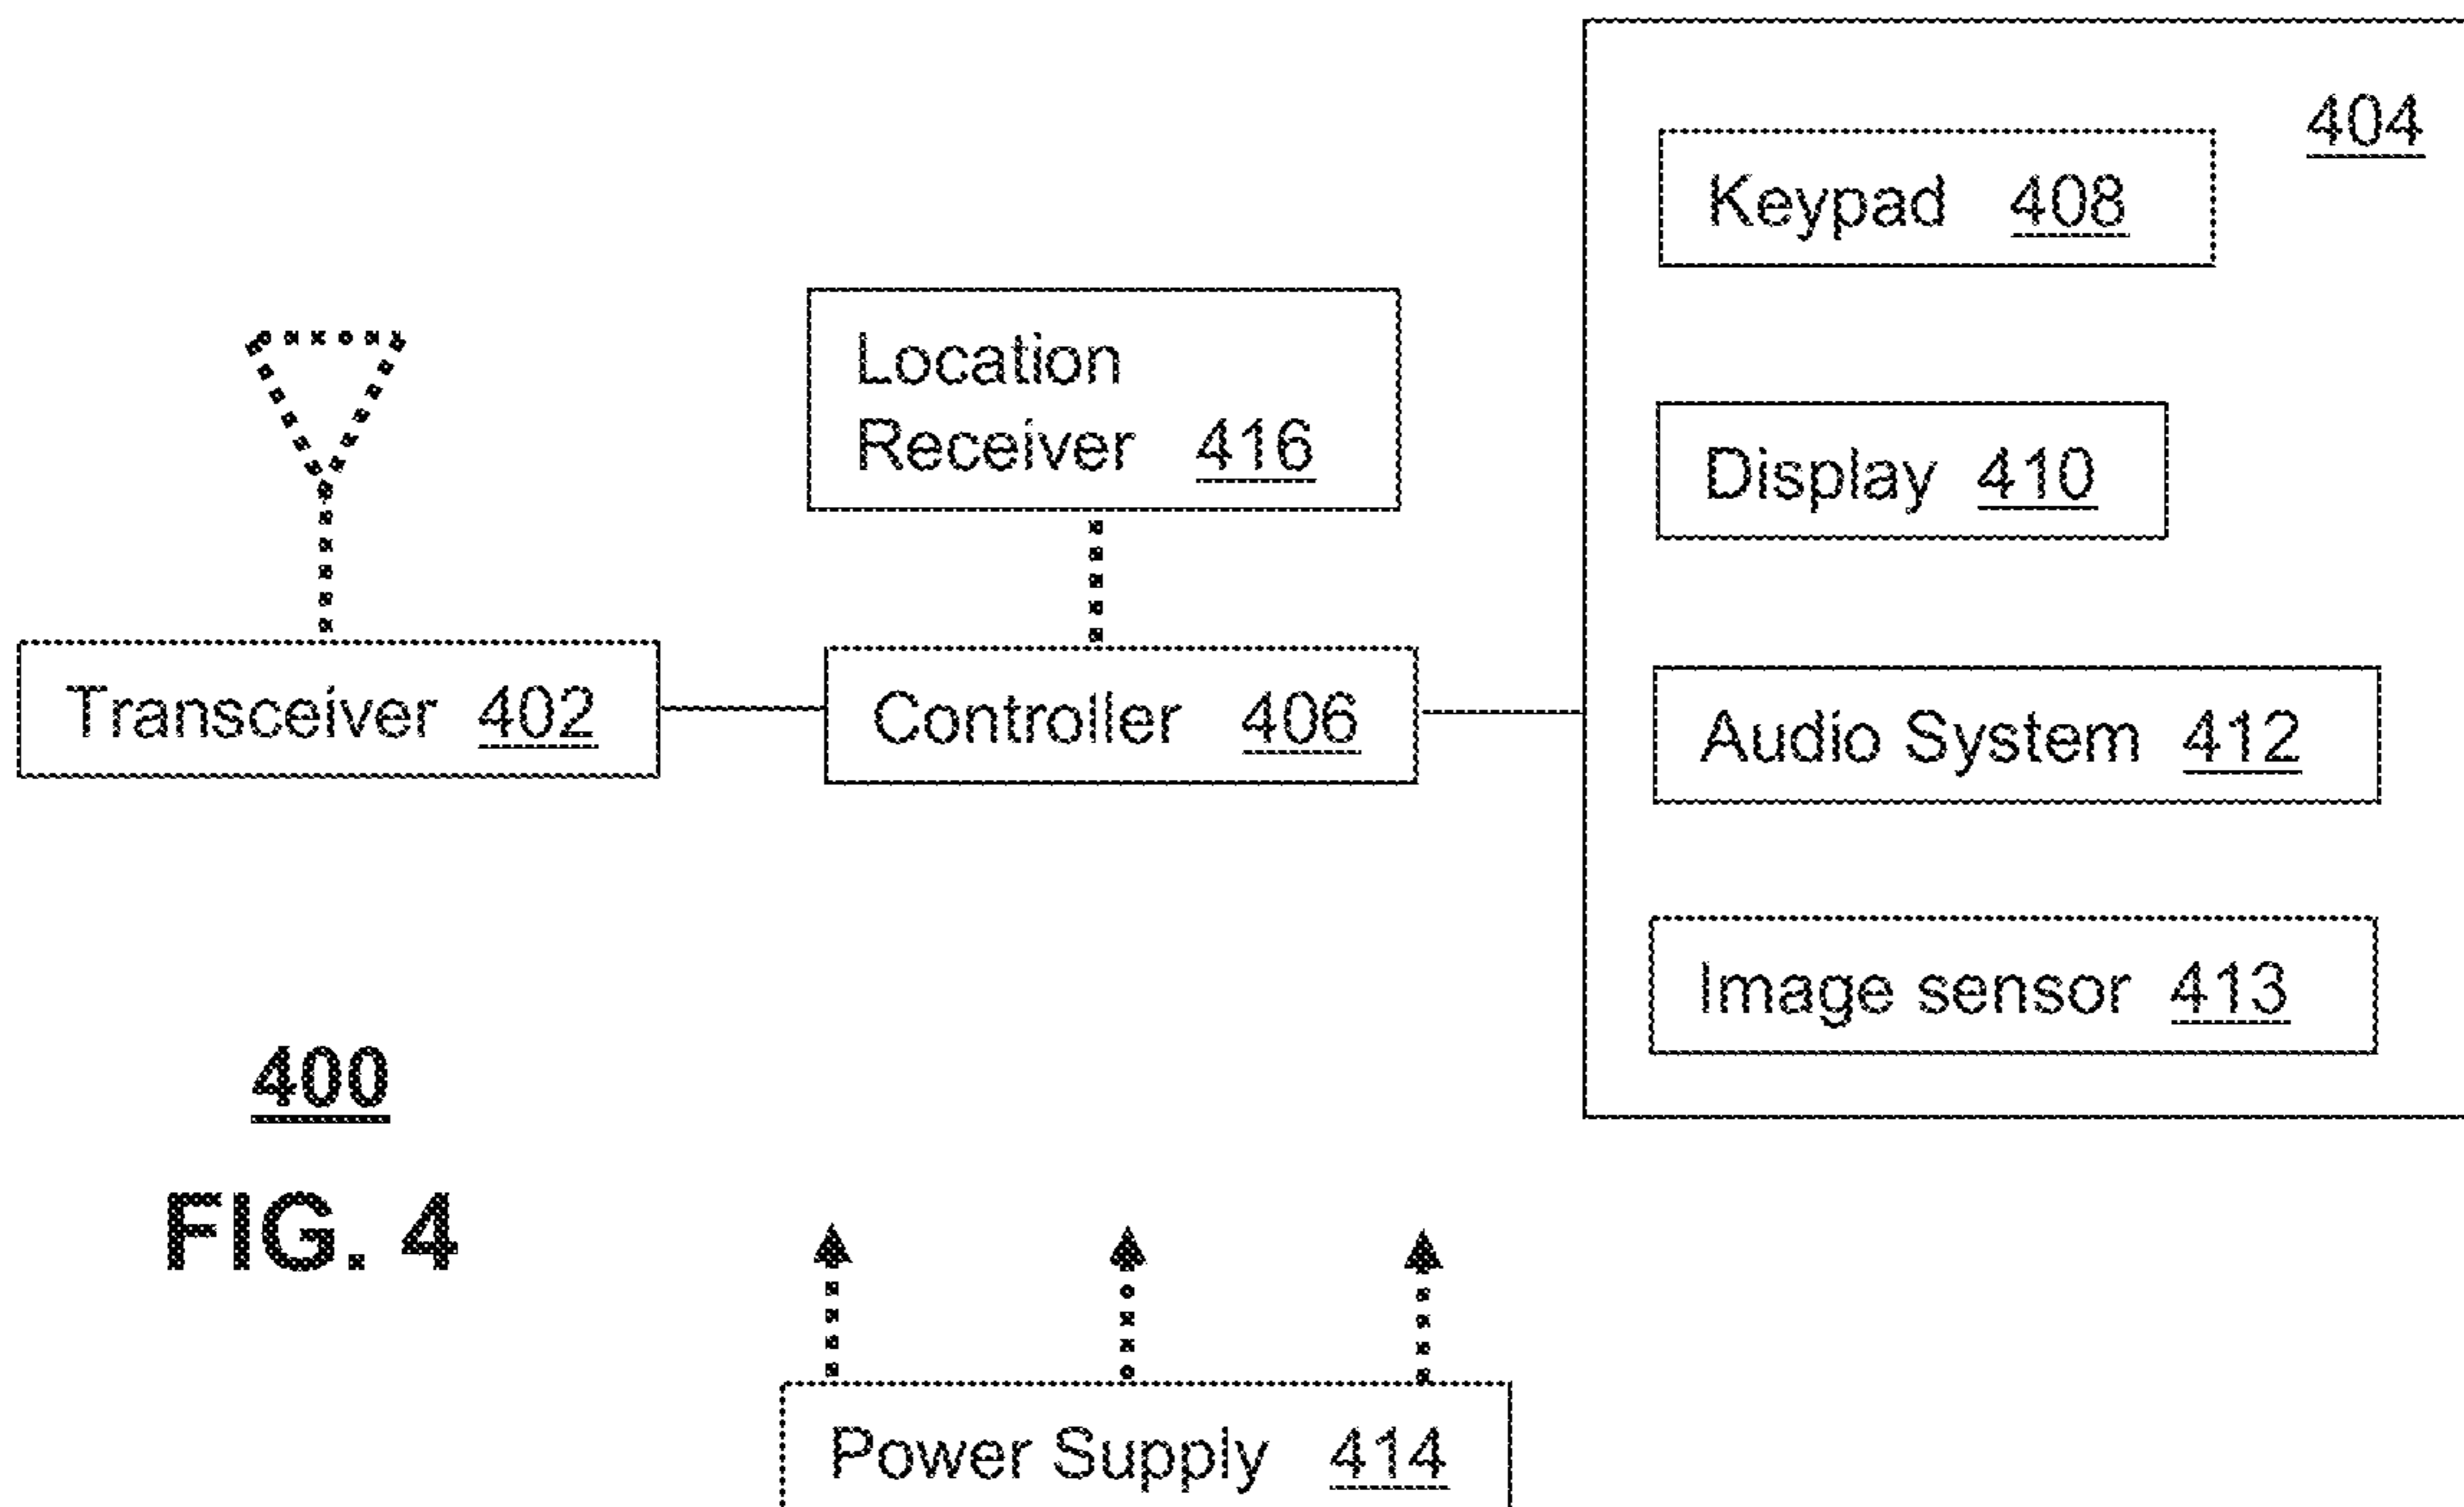 404
Keypad 408
Location
Receiver 416
Display 410
Transceiver 402
Controller 406
Audio System 412
Image sensor 413
400
FIG. 4
Power Supply 414